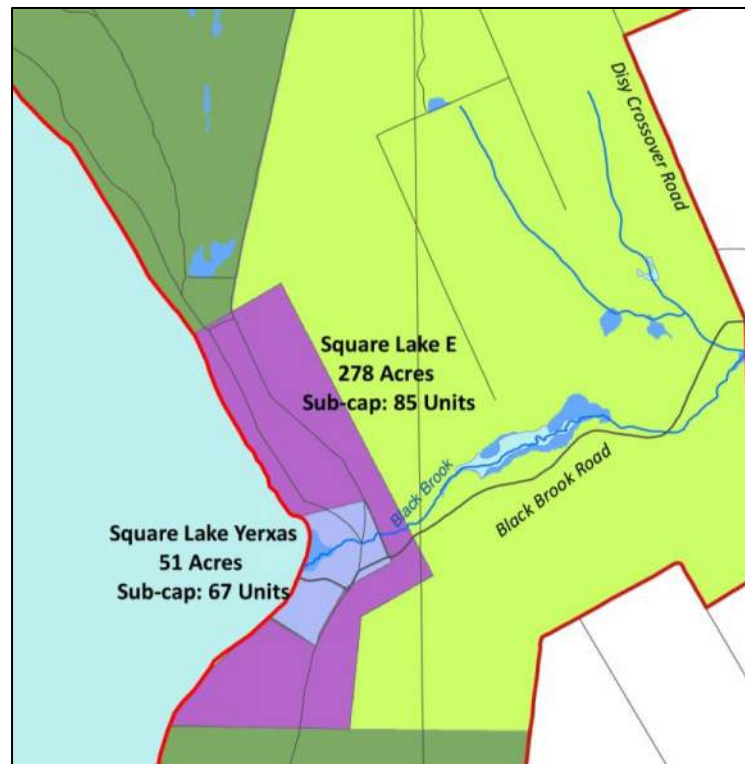 Disy Crossover Road
Square Lake E
278 Acres
Sub-cap: 85 Units
Black Brook
Black Brook Road
Square Lake Yerxas
51 Acres
Sub-cap: 67 Units